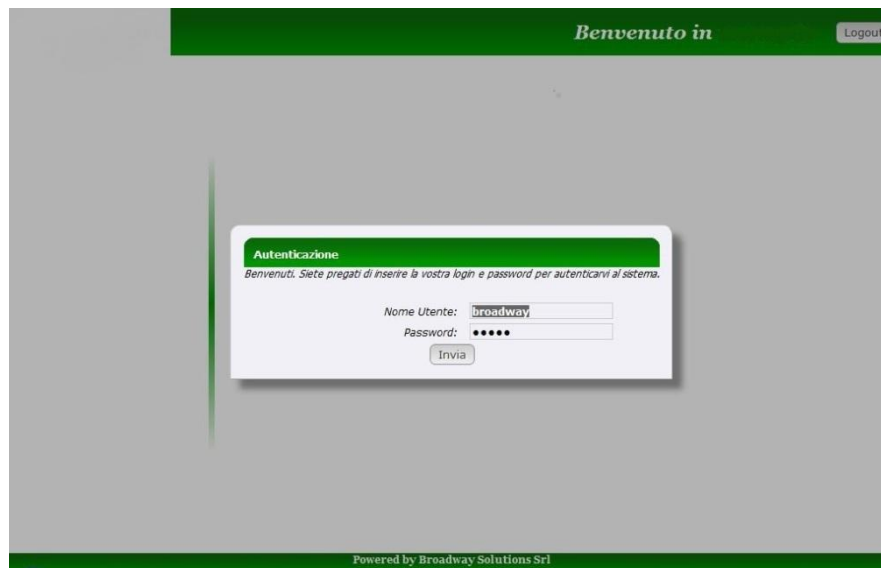 Benvenuto in
Logout
Autenticazione
Benvenuti. Siete pregati di inserire la vostra login e password per autenticarvi al sistema.
Nome Utente: broadway
Password: •••••
Invia
Powered by Broadway Solutions Srl